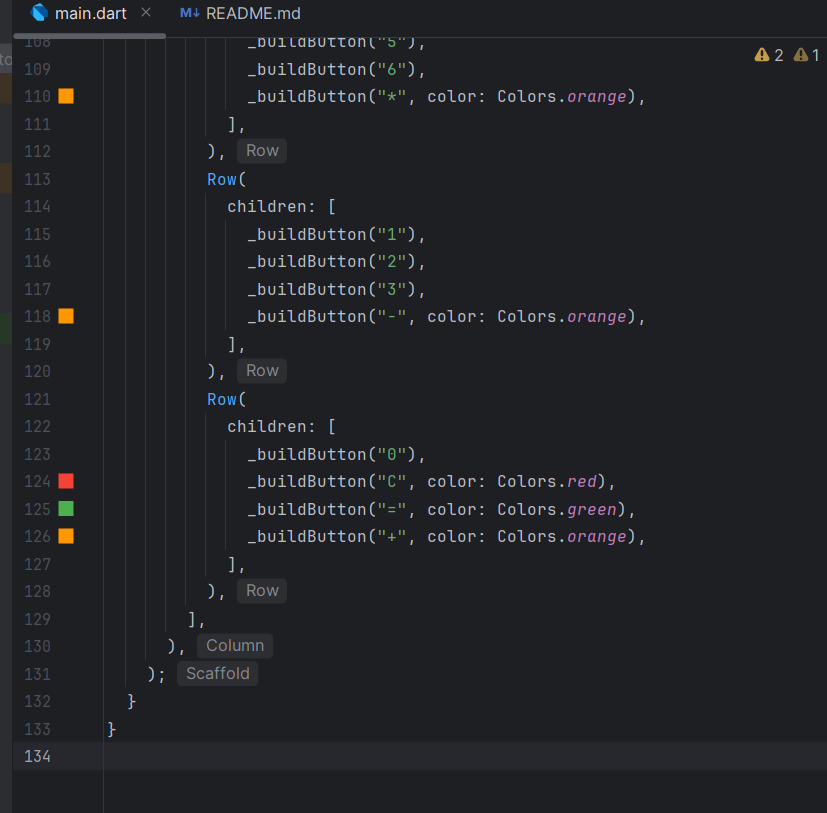 main.dart
M↓ README.md
to
2 1
108 _buildButton("5"),
109 _buildButton("6"),
110 _buildButton("*", color: Colors.orange),
111 ],
112 ), Row
113 Row(
114 children: [
115 _buildButton("1"),
116 _buildButton("2"),
117 _buildButton("3"),
118 _buildButton("-", color: Colors.orange),
119 ],
120 ), Row
121 Row(
122 children: [
123 _buildButton("0"),
124 _buildButton("C", color: Colors.red),
125 _buildButton("=", color: Colors.green),
126 _buildButton("+", color: Colors.orange),
127 ],
128 ), Row
129 ],
130 ), Column
131 ); Scaffold
132 }
133 }
134